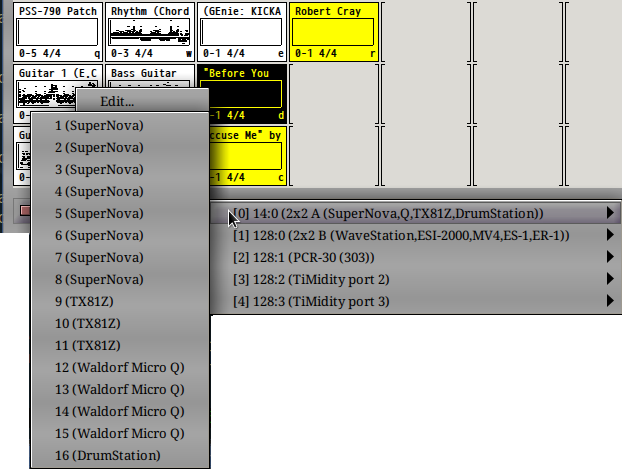 PSS-790 Patch
Rhythm (Chord
(GEnie: KICKA
Robert Cray
0-5 4/4 q
0-3 4/4 w
0-1 4/4 e
0-1 4/4 r
Guitar 1 (E,C
Bass Guitar
"Before You
-1 4/4 d
ccuse Me" by
0-1 4/4 c
Edit...
1 (SuperNova)
2 (SuperNova)
3 (SuperNova)
4 (SuperNova)
5 (SuperNova)
6 (SuperNova)
7 (SuperNova)
8 (SuperNova)
9 (TX81Z)
10 (TX81Z)
11 (TX81Z)
12 (Waldorf Micro Q)
13 (Waldorf Micro Q)
14 (Waldorf Micro Q)
15 (Waldorf Micro Q)
16 (DrumStation)
[0] 14:0 (2x2 A (SuperNova,Q,TX81Z,DrumStation))
[1] 128:0 (2x2 B (WaveStation,ESI-2000,MV4,ES-1,ER-1))
[2] 128:1 (PCR-30 (303))
[3] 128:2 (TiMidity port 2)
[4] 128:3 (TiMidity port 3)